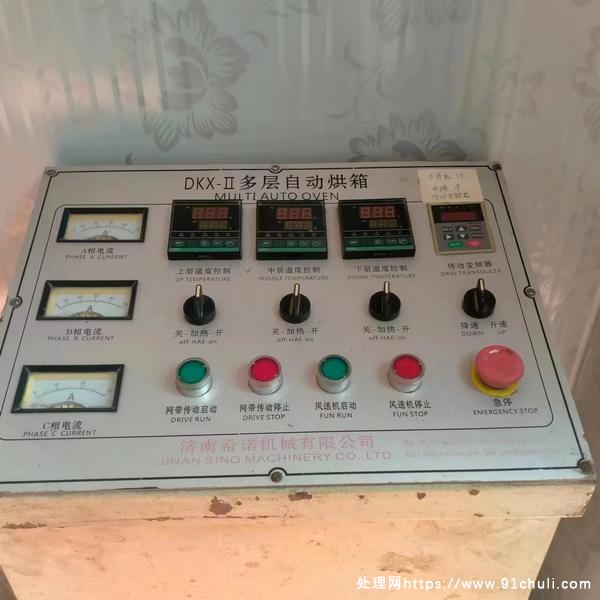 DKX-Ⅱ多层自动烘箱
MULTI AUTO OVEN
A相电流
PHASE A CURRENT
上层温度控制
UP TEMPERATURE
中层温度控制
MIDDLE TEMPERATURE
下层温度控制
DOWN TEMPERATURE
传动变频器
DRIVE TRANSDUCER
B相电流
PHASE B CURRENT
关-加热-开
off-HAE-on
关-加热-开
off-HAE-on
关-加热-开
off-HAE-on
降速 升速
DOWN UP
C相电流
PHASE C CURRENT
网带传动启动
DRIVE RUN
网带传动停止
DRIVE STOP
风送机启动
FUN RUN
风送机停止
FUN STOP
急停
EMERGENCY STOP
济南希诺机械有限公司
JINAN SINO MACHINERY CO., LTD
处理网https://www.91chuli.com